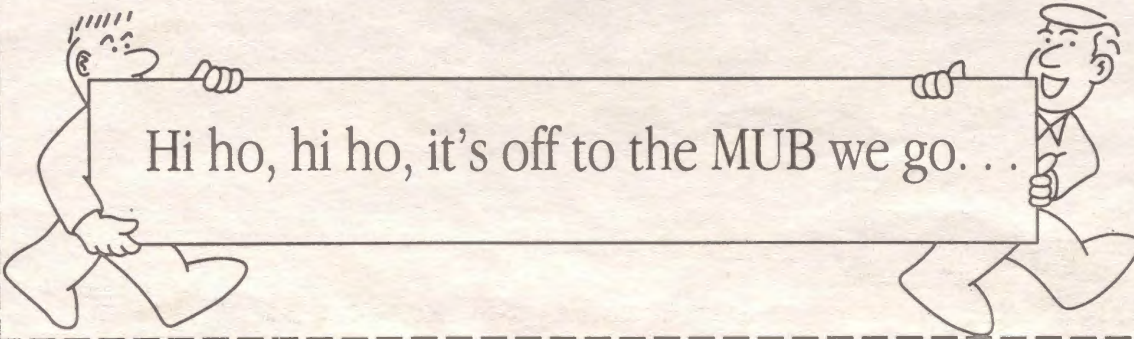 Hi ho, hi ho, it's off to the MUB we go. . .